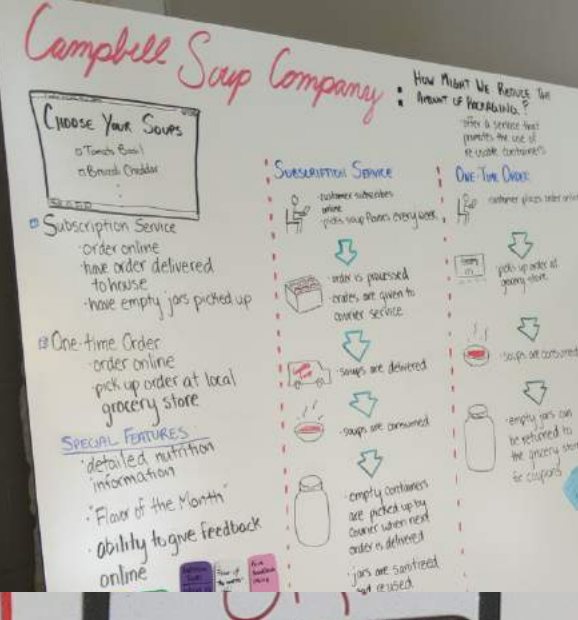 Campbell Soup Company:
How Might We Reduce the
Amount of Packaging?
offer a service that
promotes the use of
reusable containers
Choose Your Soups
Tomato Basil
Broccoli Cheddar
Subscription Service
· order online
· have order delivered
to house
· have empty jars picked up
One-time Order
· order online
· pick up order at local
grocery store
Special Features
· detailed nutrition
information
· "Flavor of the Month"
· ability to give feedback
online
Subscription Service
· customer subscribes
online
· picks soup flavors every week
· order is processed
· crates are given to
courier service
· soups are delivered
· soups are consumed
· empty containers
are picked up by
courier when next
order is delivered
· jars are sanitized
and reused
One-Time Order
customer places order online
· picks up order at
grocery store
· soups are consumed
· empty jars can
be returned to
the grocery store
for coupons